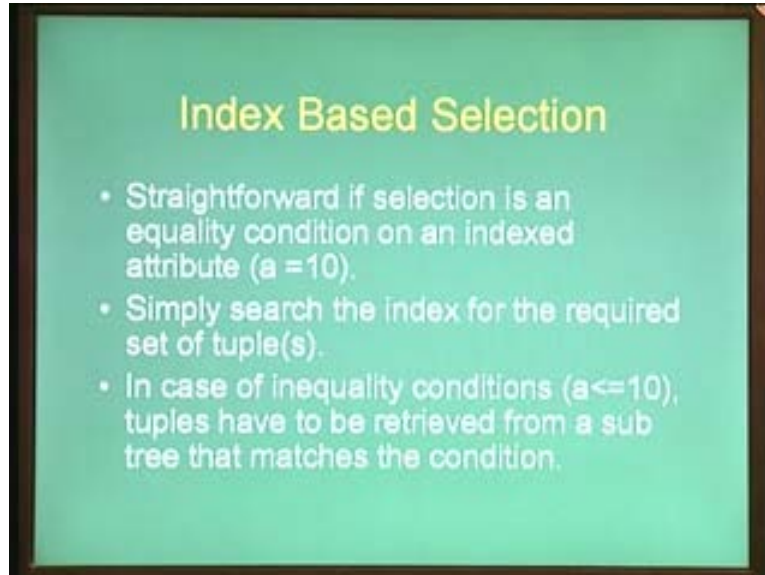 Index Based Selection
• Straightforward if selection is an
equality condition on an indexed
attribute (a =10).
• Simply search the index for the required
set of tuple(s).
• In case of inequality conditions (a<=10),
tuples have to be retrieved from a sub
tree that matches the condition.